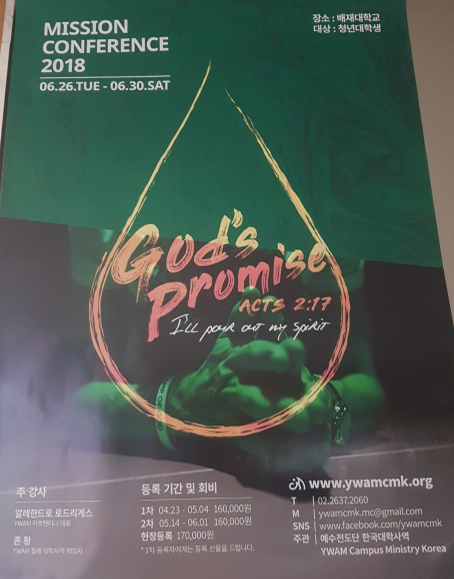 MISSION
CONFERENCE
2018
06.26.TUE - 06.30.SAT
장소 : 배재대학교
대상 : 청년대학생
God's
Promise
ACTS 2:17
I'll pour out my spirit
주 강사
알레한드로 로드리게스
YWAM 아르헨티나 대표
존 황
YWAM 칠레 대학사역 책임자
등록 기간 및 회비
1차 04.23 - 05.04 160,000원
2차 05.14 - 06.01 160,000원
현장등록 170,000원
* 1차 등록자에게는 등록 선물을 드립니다.
www.ywamcmk.org
T 02.2637.2060
M ywamcmk.mc@gmail.com
SNS www.facebook.com/ywamcmk
주관 예수전도단 한국대학사역
YWAM Campus Ministry Korea